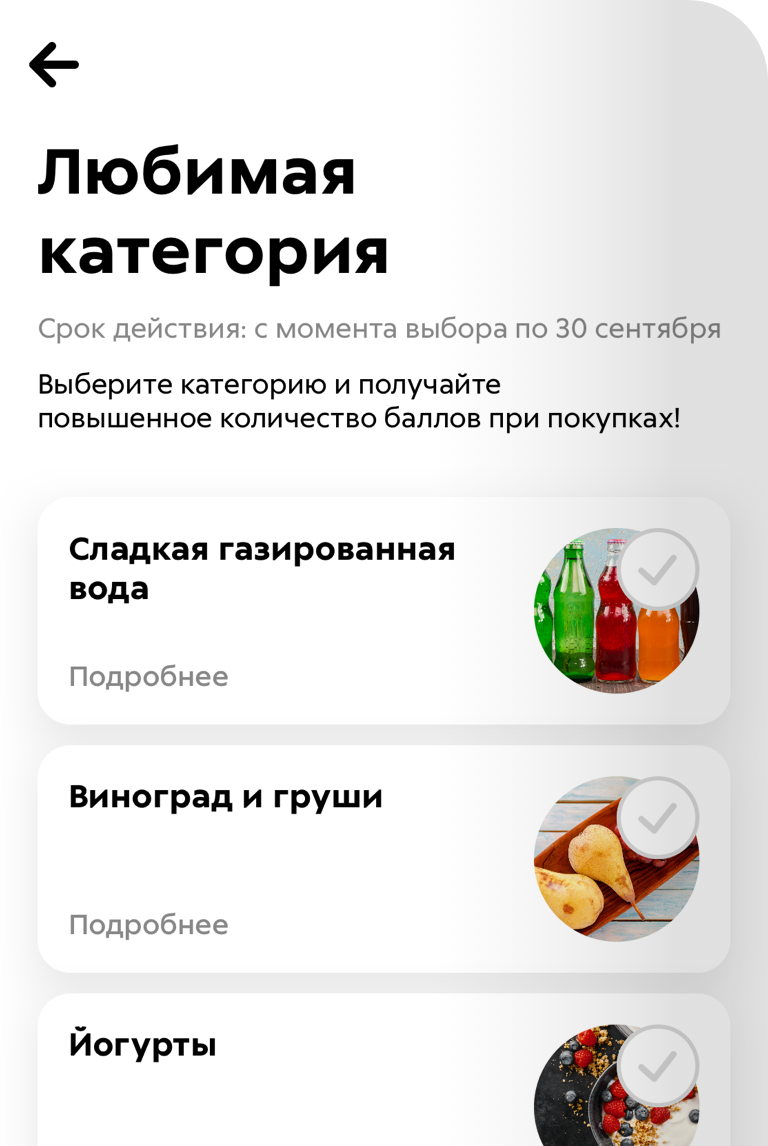 Любимая
категория
Срок действия: с момента выбора по 30 сентября
Выберите категорию и получайте
повышенное количество баллов при покупках!
Сладкая газированная
вода
Подробнее
Виноград и груши
Подробнее
Йогурты